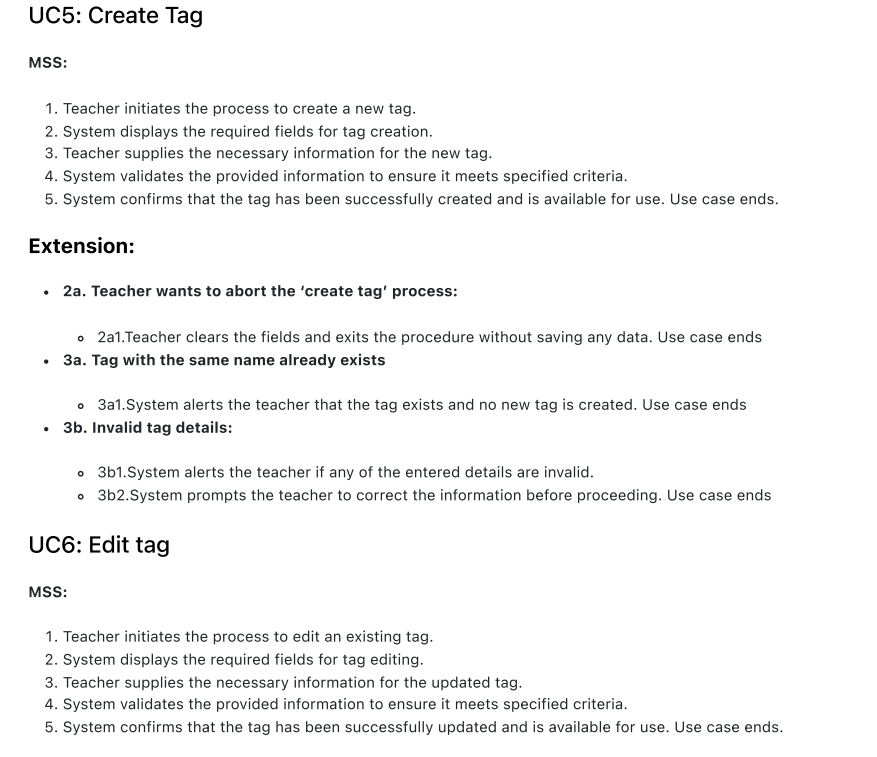 UC5: Create Tag
MSS:
1. Teacher initiates the process to create a new tag.
2. System displays the required fields for tag creation.
3. Teacher supplies the necessary information for the new tag.
4. System validates the provided information to ensure it meets specified criteria.
5. System confirms that the tag has been successfully created and is available for use. Use case ends.
Extension:
• 2a. Teacher wants to abort the ‘create tag’ process:
◦ 2a1.Teacher clears the fields and exits the procedure without saving any data. Use case ends
• 3a. Tag with the same name already exists
◦ 3a1.System alerts the teacher that the tag exists and no new tag is created. Use case ends
• 3b. Invalid tag details:
◦ 3b1.System alerts the teacher if any of the entered details are invalid.
◦ 3b2.System prompts the teacher to correct the information before proceeding. Use case ends
UC6: Edit tag
MSS:
1. Teacher initiates the process to edit an existing tag.
2. System displays the required fields for tag editing.
3. Teacher supplies the necessary information for the updated tag.
4. System validates the provided information to ensure it meets specified criteria.
5. System confirms that the tag has been successfully updated and is available for use. Use case ends.